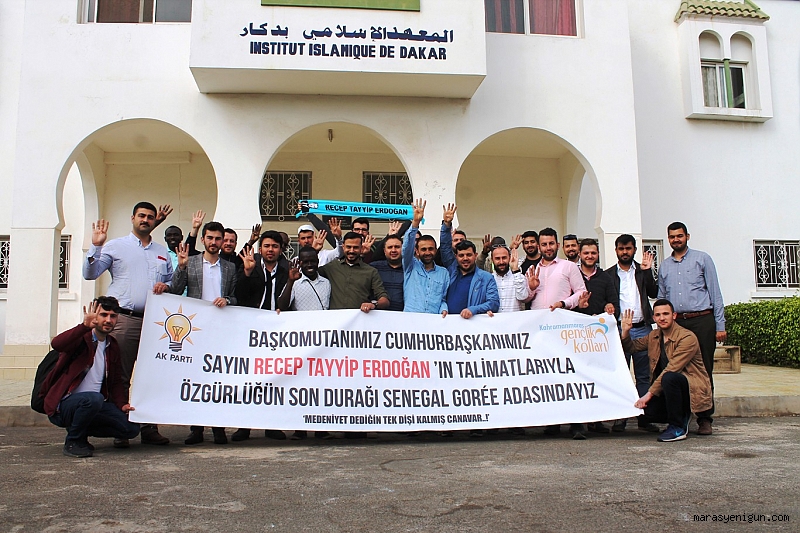 المعهد الإسلامي بدكار
INSTITUT ISLAMIQUE DE DAKAR
RECEP TAYYİP ERDOĞAN
AK PARTi
Kahramanmaraş
gençlik
kolları
BAŞKOMUTANIMIZ CUMHURBAŞKANIMIZ
SAYIN RECEP TAYYİP ERDOĞAN 'IN TALİMATLARIYLA
ÖZGÜRLÜĞÜN SON DURAĞI SENEGAL GORÉE ADASINDAYIZ
'MEDENİYET DEDİĞİN TEK DİŞİ KALMIŞ CANAVAR..!'
marasyenigun.com